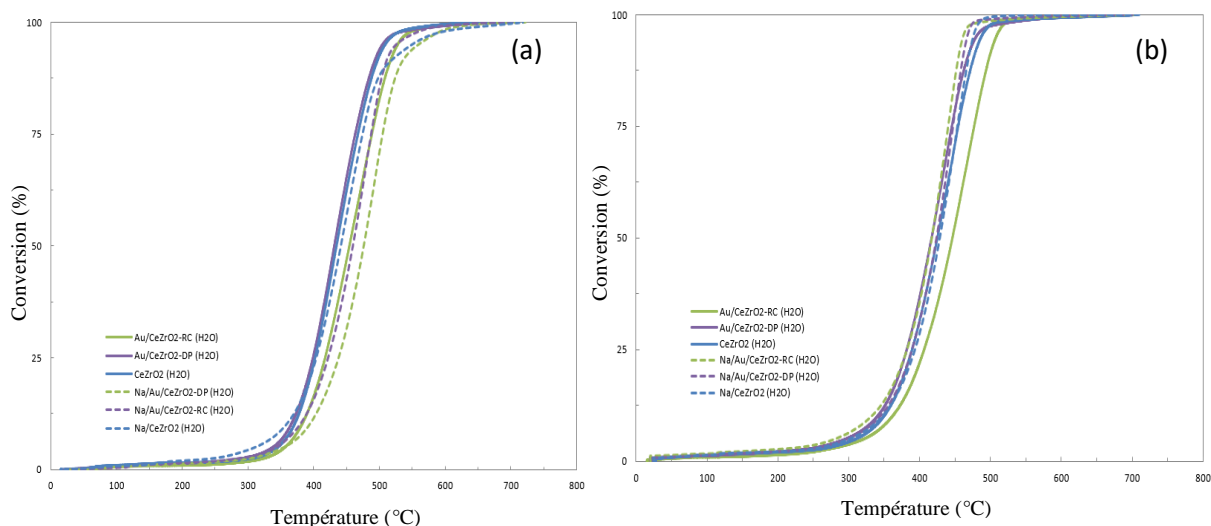 (a)
100
75
50
25
0
Conversion (%)
Au/CeZrO2-RC (H2O)
Au/CeZrO2-DP (H2O)
CeZrO2 (H2O)
Na/Au/CeZrO2-DP (H2O)
Na/Au/CeZrO2-RC (H2O)
Na/CeZrO2 (H2O)
0 100 200 300 400 500 600 700 800
Température (°C)
(b)
100
75
50
25
0
Conversion (%)
Au/CeZrO2-RC (H2O)
Au/CeZrO2-DP (H2O)
CeZrO2 (H2O)
Na/Au/CeZrO2-RC (H2O)
Na/Au/CeZrO2-DP (H2O)
Na/CeZrO2 (H2O)
0 100 200 300 400 500 600 700 800
Température (°C)